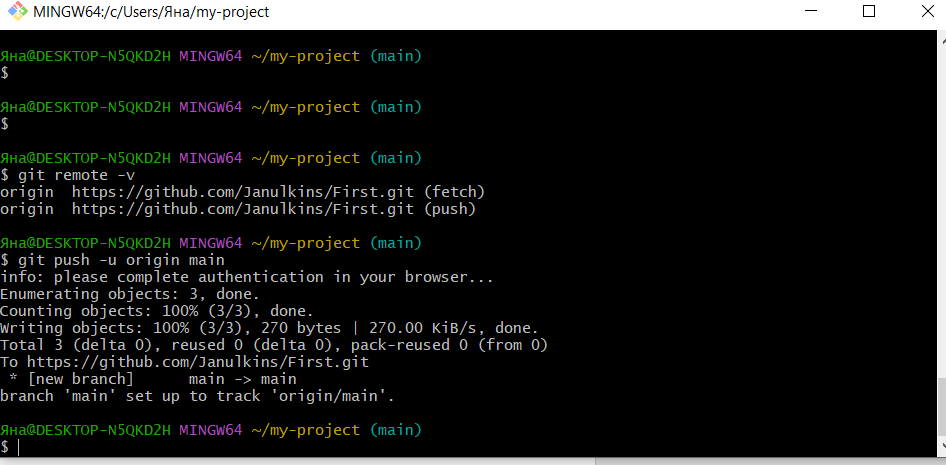 MINGW64:/c/Users/Яна/my-project
Яна@DESKTOP-N5QKD2H MINGW64 ~/my-project (main)
$
Яна@DESKTOP-N5QKD2H MINGW64 ~/my-project (main)
$
Яна@DESKTOP-N5QKD2H MINGW64 ~/my-project (main)
$ git remote -v
origin  https://github.com/Janulkins/First.git (fetch)
origin  https://github.com/Janulkins/First.git (push)
Яна@DESKTOP-N5QKD2H MINGW64 ~/my-project (main)
$ git push -u origin main
info: please complete authentication in your browser...
Enumerating objects: 3, done.
Counting objects: 100% (3/3), done.
Writing objects: 100% (3/3), 270 bytes | 270.00 KiB/s, done.
Total 3 (delta 0), reused 0 (delta 0), pack-reused 0 (from 0)
To https://github.com/Janulkins/First.git
 * [new branch]      main -> main
branch 'main' set up to track 'origin/main'.
Яна@DESKTOP-N5QKD2H MINGW64 ~/my-project (main)
$